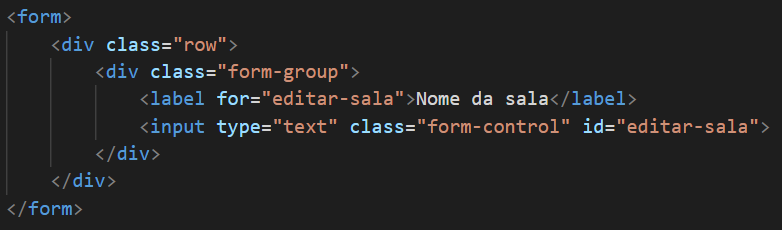 <form>
<div class="row">
<div class="form-group">
<label for="editar-sala">Nome da sala</label>
<input type="text" class="form-control" id="editar-sala">
</div>
</div>
</form>